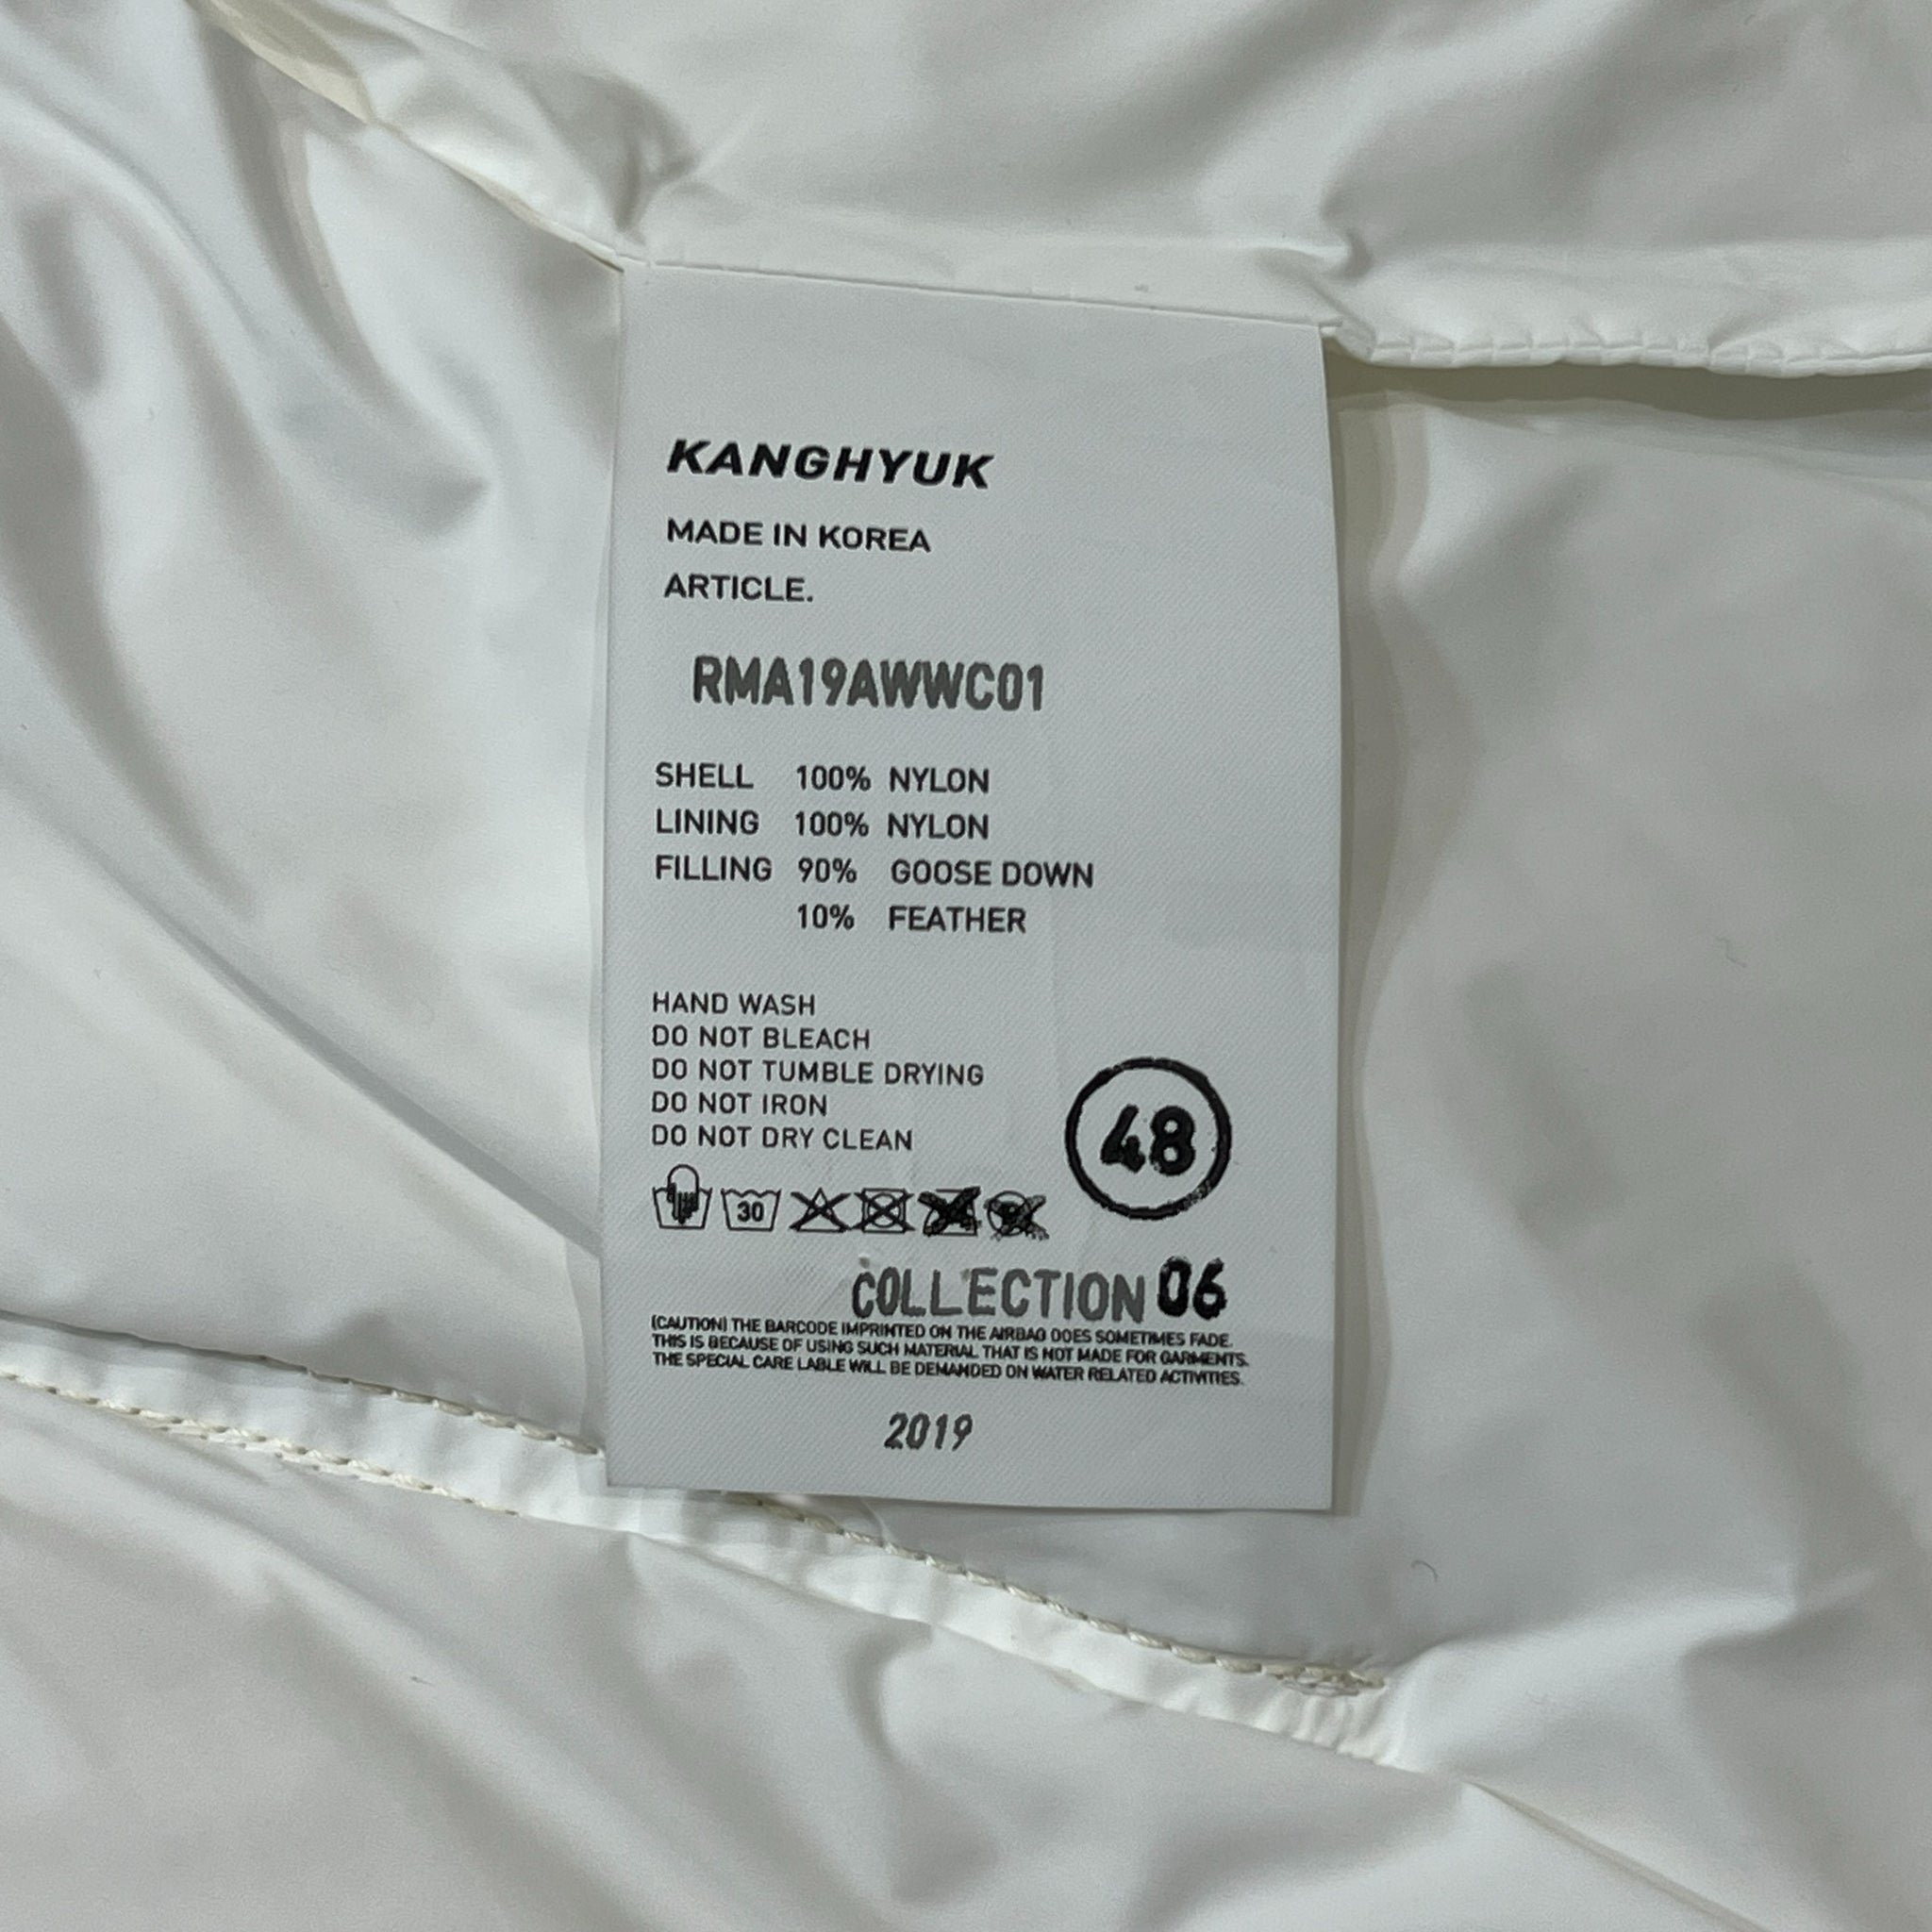 KANGHYUK
MADE IN KOREA
ARTICLE.
RMA19AWWC01
SHELL 100% NYLON
LINING 100% NYLON
FILLING 90% GOOSE DOWN
10% FEATHER
HAND WASH
DO NOT BLEACH
DO NOT TUMBLE DRYING
DO NOT IRON
DO NOT DRY CLEAN
48
30
COLLECTION 06
(CAUTION) THE BARCODE IMPRINTED ON THE AIRBAG DOES SOMETIMES FADE.
THIS IS BECAUSE OF USING SUCH MATERIAL THAT IS NOT MADE FOR GARMENTS.
THE SPECIAL CARE LABLE WILL BE DEMANDED ON WATER RELATED ACTIVITIES.
2019